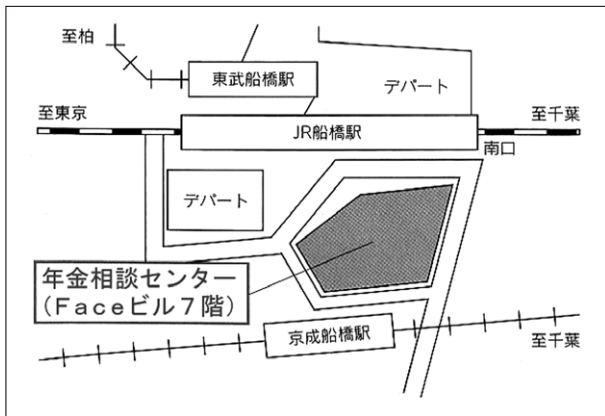 至柏
東武船橋駅
デパート
至東京
JR船橋駅
至千葉
南口
デパート
年金相談センター
(Faceビル7階)
京成船橋駅
至千葉